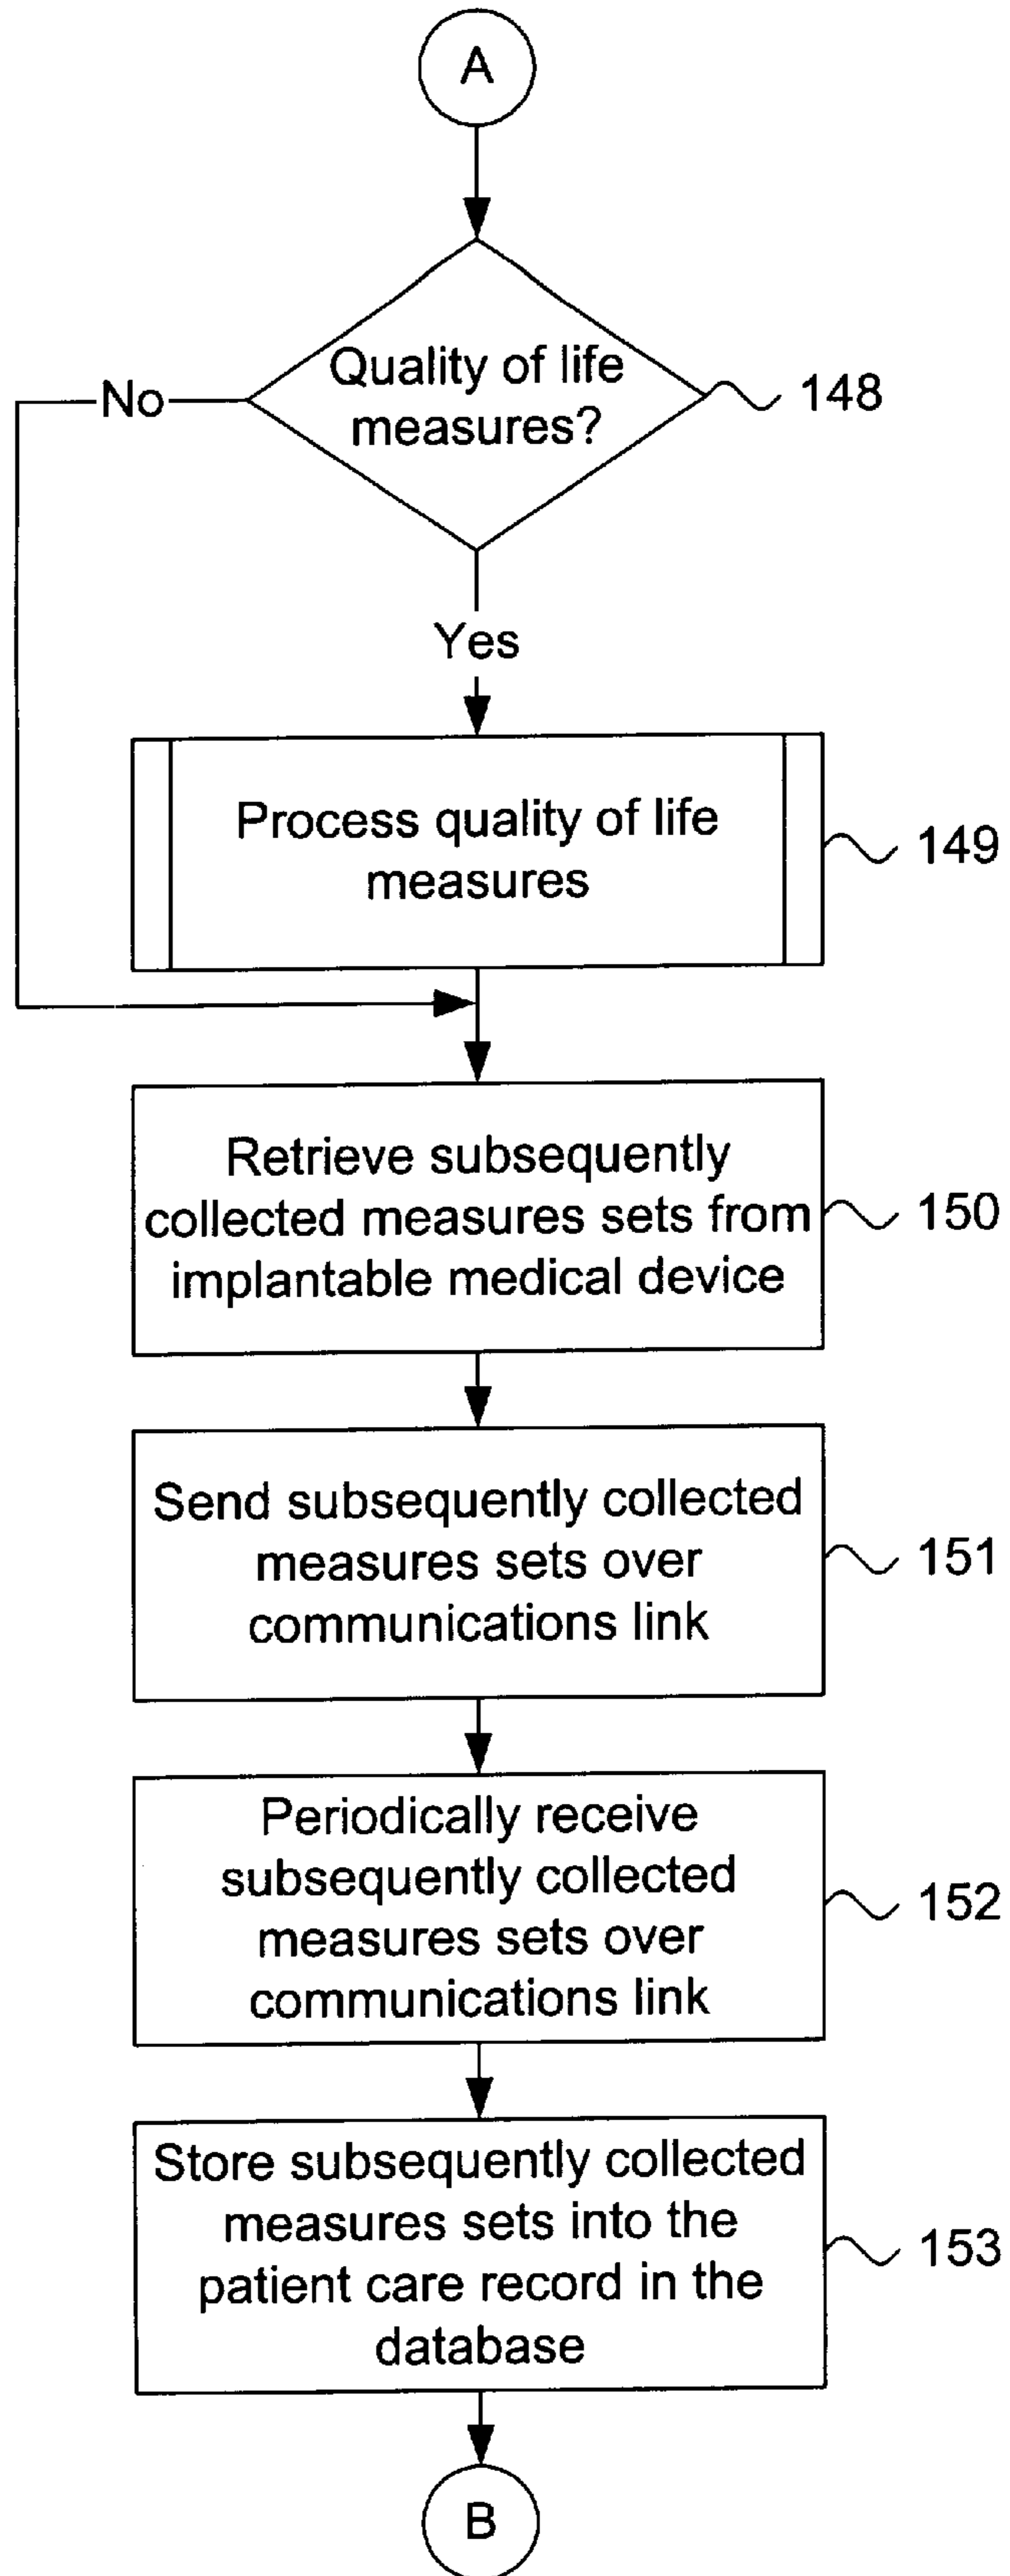 A
Quality of life
measures?
No
148
Yes
Process quality of life
measures
149
Retrieve subsequently
collected measures sets from
implantable medical device
150
Send subsequently collected
measures sets over
communications link
151
Periodically receive
subsequently collected
measures sets over
communications link
152
Store subsequently collected
measures sets into the
patient care record in the
database
153
B